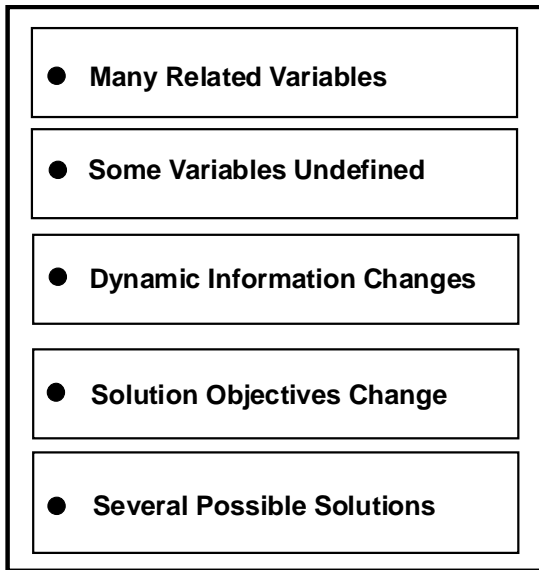 ● Many Related Variables
● Some Variables Undefined
● Dynamic Information Changes
● Solution Objectives Change
● Several Possible Solutions